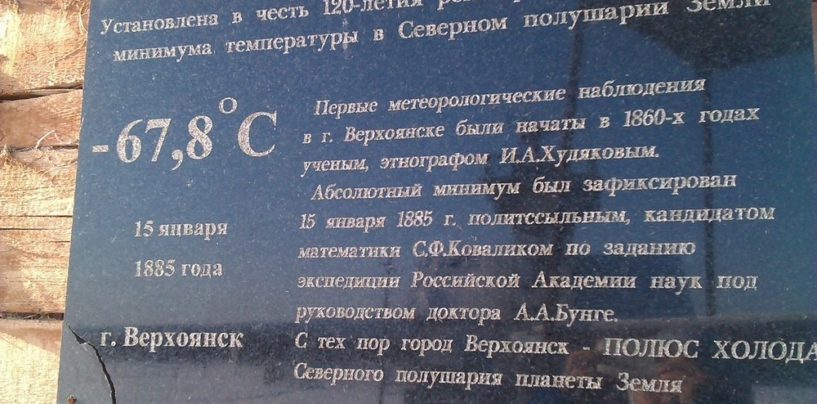 Установлена в честь 120-летия
минимума температуры в Северном полушарии Земли
-67,8°C
15 января
1885 года
г. Верхоянск
Первые метеорологические наблюдения
в г. Верхоянске были начаты в 1860-х годах
ученым, этнографом И.А.Худяковым.
Абсолютный минимум был зафиксирован
15 января 1885 г. политссыльным, кандидатом
математики С.Ф.Коваликом по заданию
экспедиции Российской Академии наук под
руководством доктора А.А.Бунге.
С тех пор город Верхоянск - ПОЛЮС ХОЛОДА
Северного полушария планеты Земля